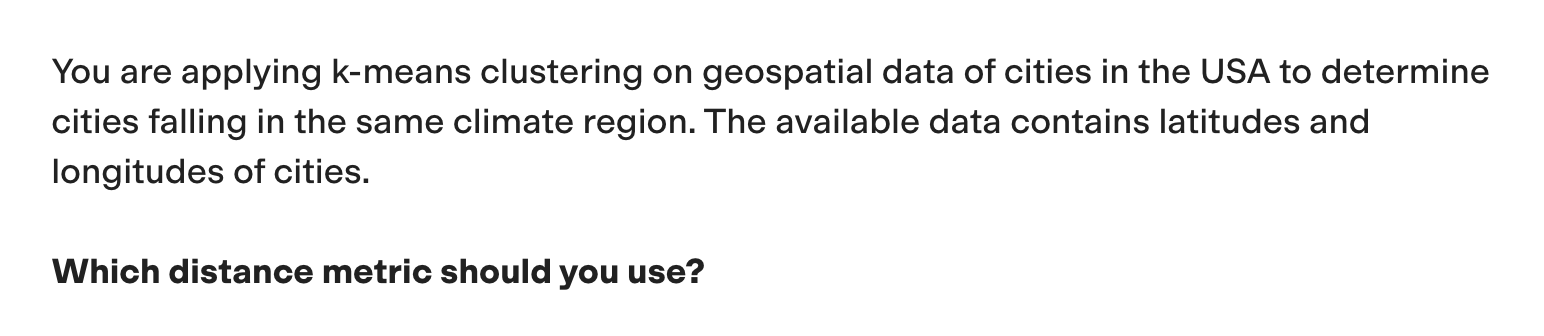 You are applying k-means clustering on geospatial data of cities in the USA to determine
cities falling in the same climate region. The available data contains latitudes and
longitudes of cities.
Which distance metric should you use?